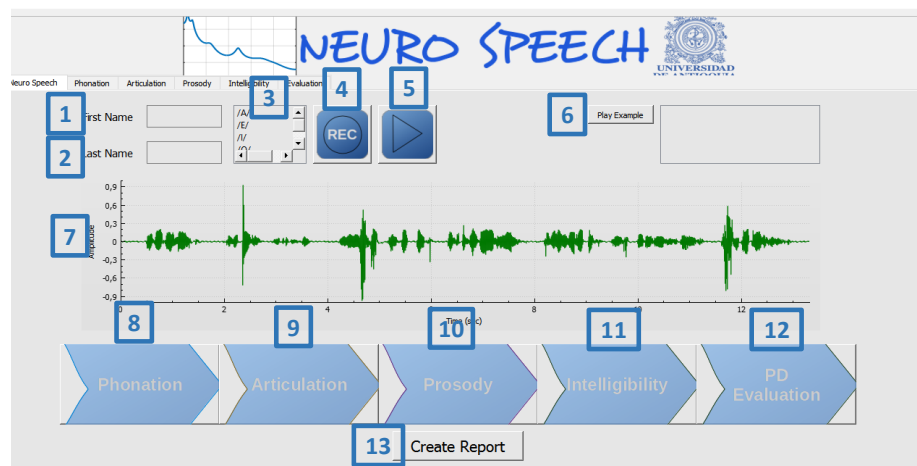 NEURO SPEECH
UNIVERSIDAD
DE ANTIOQUIA
Neuro Speech Phonation Articulation Prosody Intelligibility Evaluation
1 First Name
2 Last Name
3
/A/
/E/
/I/
/O/
4
REC
5
6 Play Example
7
Amplitude
0,9
0,6
0,3
0
-0,3
-0,6
-0,9
0 2 4 6 8 10 12
Time (sec)
8 9 10 11 12
Phonation Articulation Prosody Intelligibility PD Evaluation
13 Create Report